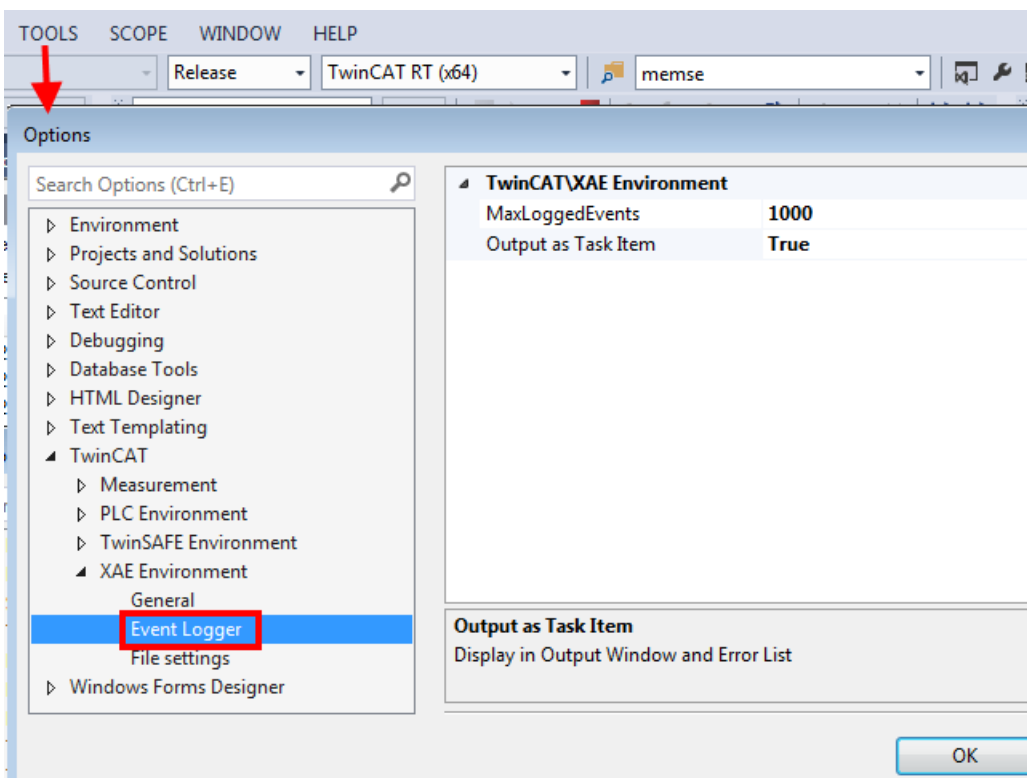 TOOLS SCOPE WINDOW HELP
Release TwinCAT RT (x64) memse
Options
Search Options (Ctrl+E)
Environment
Projects and Solutions
Source Control
Text Editor
Debugging
Database Tools
HTML Designer
Text Templating
TwinCAT
Measurement
PLC Environment
TwinSAFE Environment
XAE Environment
General
Event Logger
File settings
Windows Forms Designer
TwinCAT\XAE Environment
MaxLoggedEvents 1000
Output as Task Item True
Output as Task Item
Display in Output Window and Error List
OK